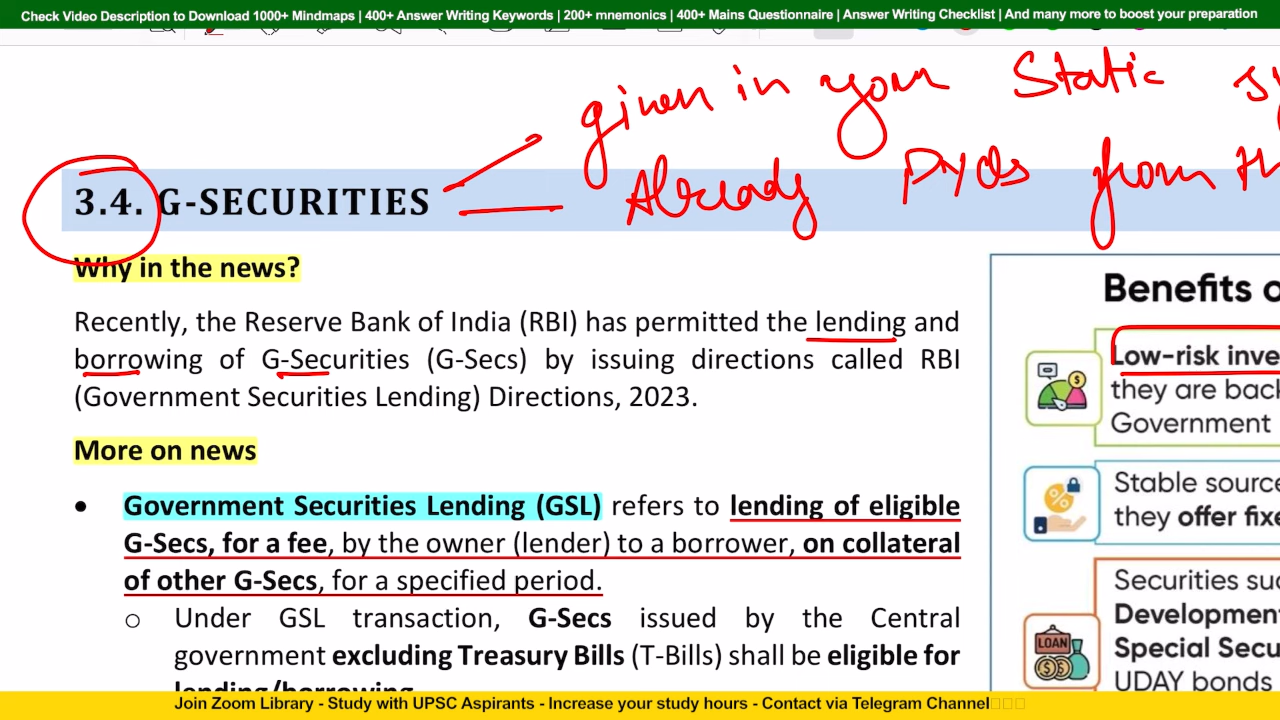 Check Video Description to Download 1000+ Mindmaps | 400+ Answer Writing Keywords | 200+ mnemonics | 400+ Mains Questionnaire | Answer Writing Checklist | And many more to boost your preparation
given in your Static
Already PYQs from
3.4. G-SECURITIES
Why in the news?
Recently, the Reserve Bank of India (RBI) has permitted the lending and
borrowing of G-Securities (G-Secs) by issuing directions called RBI
(Government Securities Lending) Directions, 2023.
More on news
• Government Securities Lending (GSL) refers to lending of eligible
G-Secs, for a fee, by the owner (lender) to a borrower, on collateral
of other G-Secs, for a specified period.
o Under GSL transaction, G-Secs issued by the Central
government excluding Treasury Bills (T-Bills) shall be eligible for
lending/borrowing.
Benefits o
Low-risk inve
they are back
Government
Stable source
they offer fixe
Securities suc
Development
Special Secu
UDAY bonds
LOAN
Join Zoom Library - Study with UPSC Aspirants - Increase your study hours - Contact via Telegram Channel